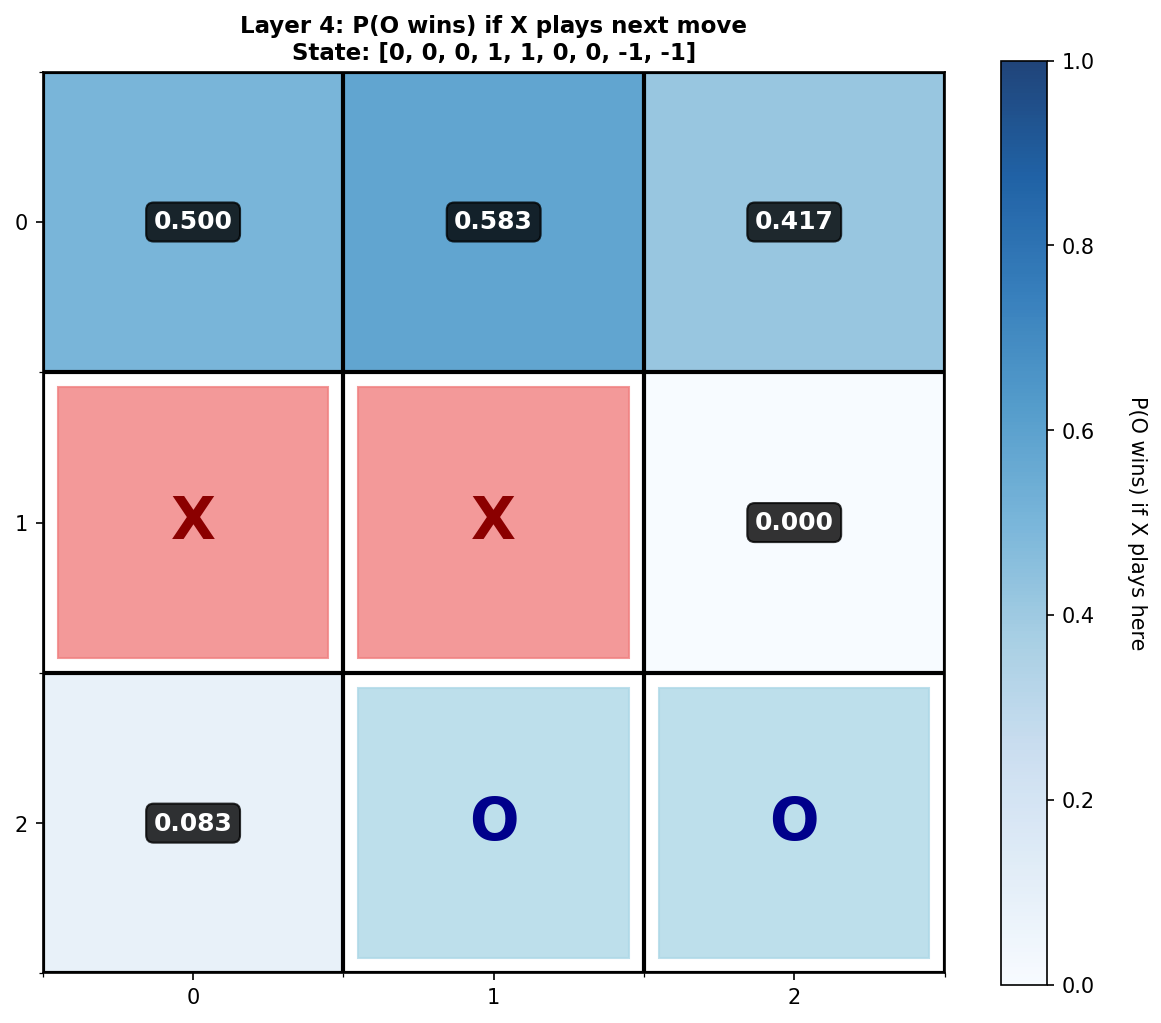 Layer 4: P(O wins) if X plays next move
State: [0, 0, 0, 1, 1, 0, 0, -1, -1]
0
0.500
0.583
0.417
1
X
X
0.000
2
0.083
O
O
0
1
2
1.0
0.8
0.6
0.4
0.2
0.0
P(O wins) if X plays here